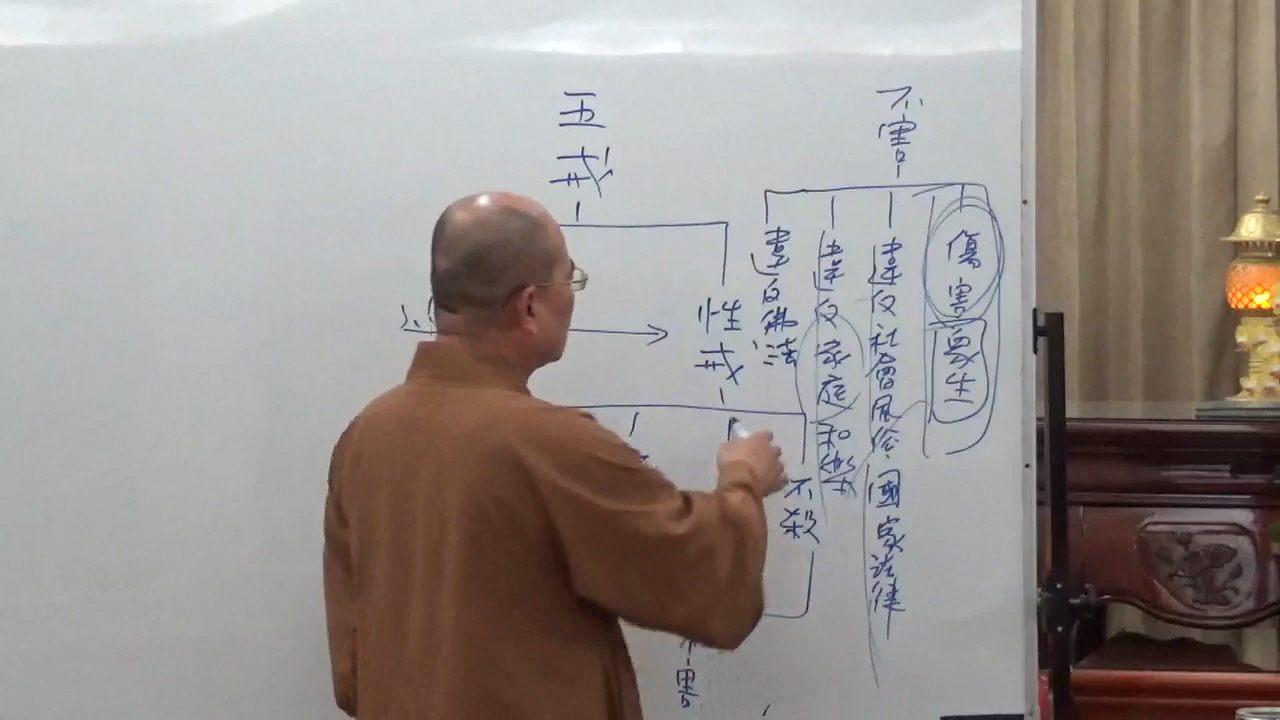 不害
傷害眾生
違反社會風俗、國家法律
違反家庭和樂
違反佛法
五戒
性戒
不殺
害